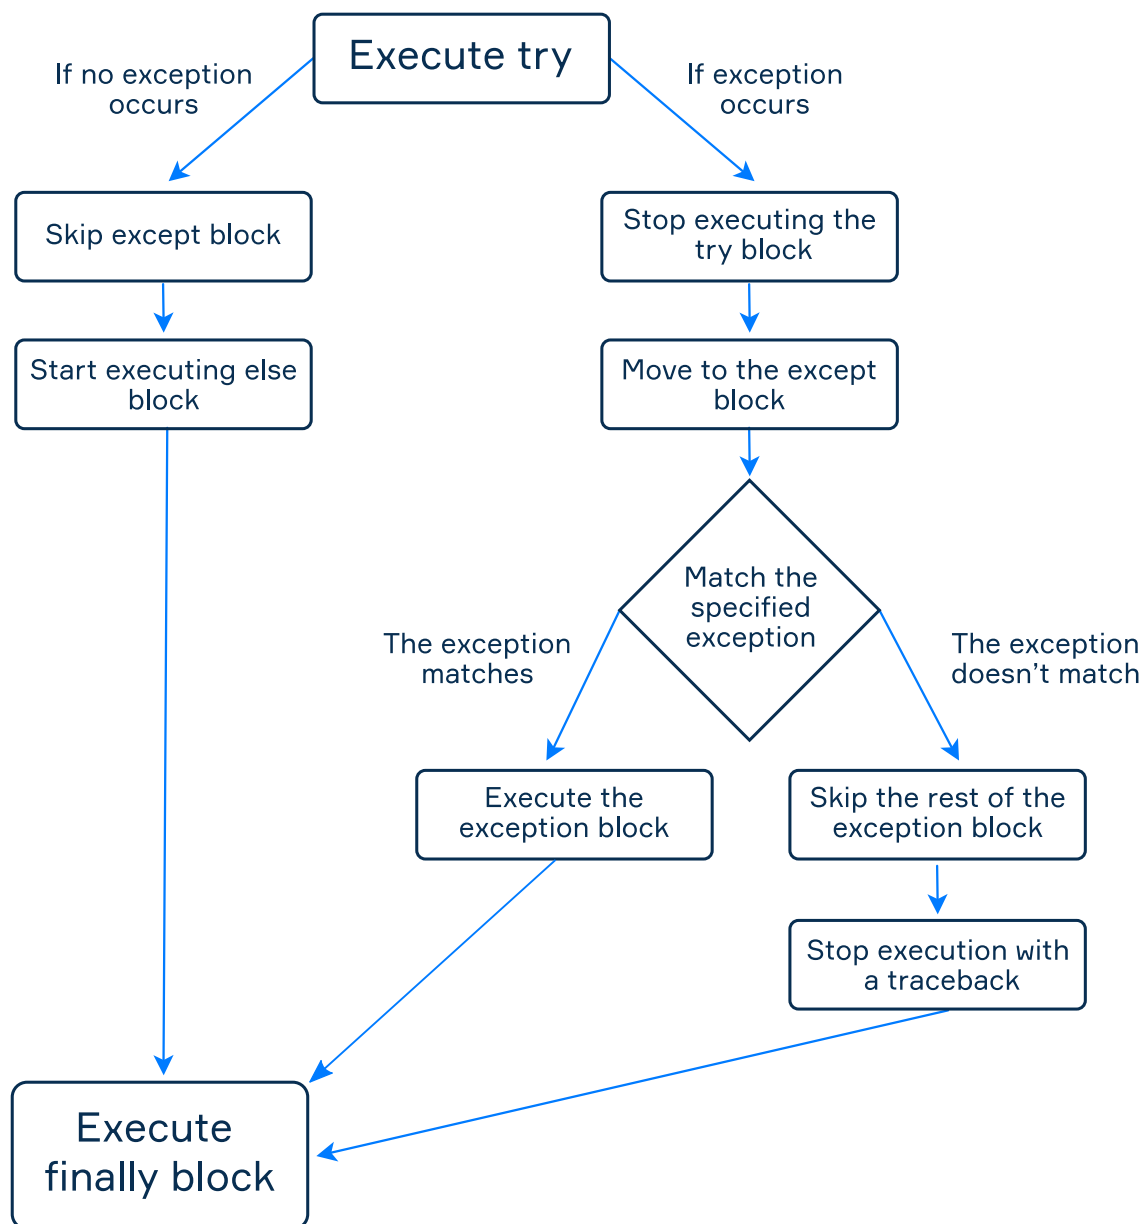 Execute try
If no exception
occurs
If exception
occurs
Skip except block
Stop executing the
try block
Start executing else
block
Move to the except
block
Match the
specified
exception
The exception
matches
The exception
doesn't match
Execute the
exception block
Skip the rest of the
exception block
Stop execution with
a traceback
Execute
finally block